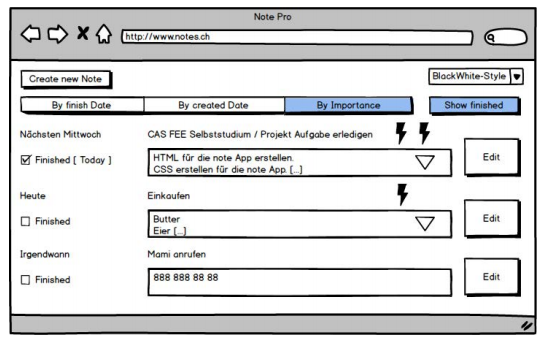 Note Pro
http://www.notes.ch
Create new Note
BlackWhite-Style
By finish Date
By created Date
By Importance
Show finished
Nächsten Mittwoch
CAS FEE Selbststudium / Projekt Aufgabe erledigen
Finished [ Today ]
HTML für die note App erstellen.
CSS erstellen für die note App. [...]
Edit
Heute
Einkaufen
Finished
Butter
Eier [...]
Edit
Irgendwann
Mami anrufen
Finished
888 888 88 88
Edit